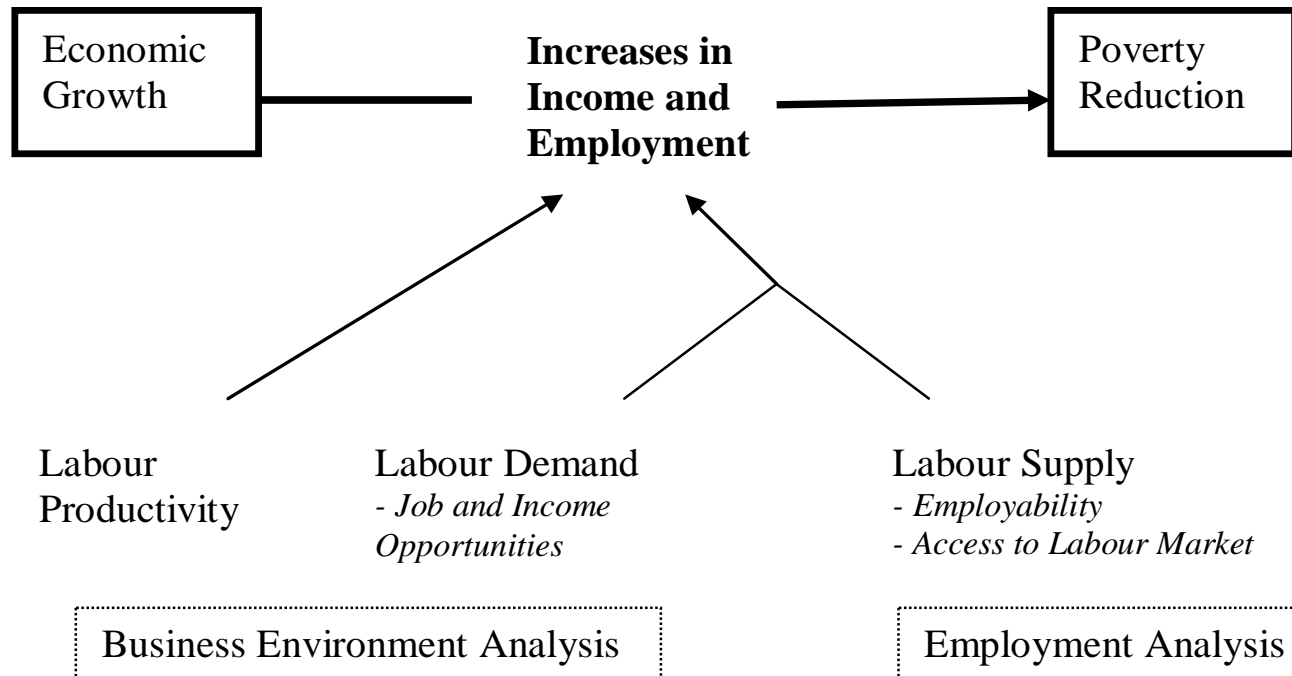 Economic
Growth
Increases in
Income and
Employment
Poverty
Reduction
Labour
Productivity
Labour Demand
- Job and Income
Opportunities
Labour Supply
- Employability
- Access to Labour Market
Business Environment Analysis
Employment Analysis